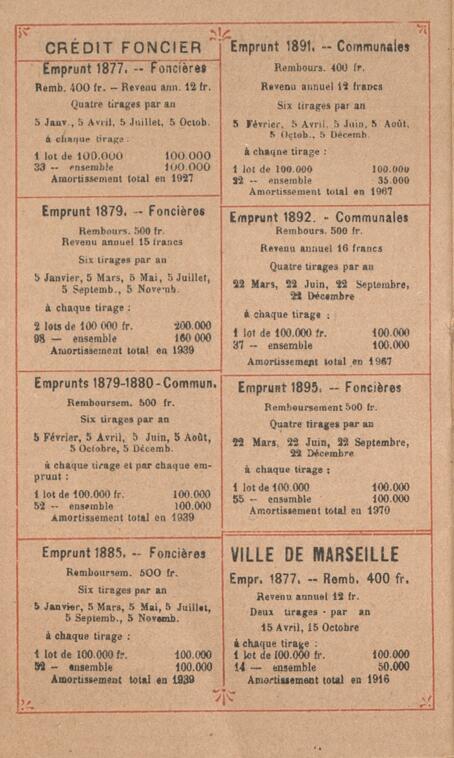 CRÉDIT FONCIER
Emprunt 1877. -- Foncières
Remb. 400 fr. -- Revenu ann. 12 fr.
Quatre tirages par an
5 Janv., 5 Avril, 5 Juillet, 5 Octob.
à chaque tirage:
1 lot de 100.000 100.000
33 -- ensemble 100.000
Amortissement total en 1927
Emprunt 1879. -- Foncières
Rembours. 500 fr.
Revenu annuel 15 francs
Six tirages par an
5 Janvier, 5 Mars, 5 Mai, 5 Juillet,
5 Septemb., 5 Novemb.
à chaque tirage :
2 lots de 100 000 fr. 200.000
98 -- ensemble 160 000
Amortissement total en 1939
Emprunts 1879-1880-Commun.
Remboursem. 500 fr.
Six tirages par an
5 Février, 5 Avril, 5 Juin, 5 Août,
5 Octobre, 5 Décemb.
à chaque tirage et par chaque em-
prunt :
1 lot de 100.000 fr. 100.000
52 -- ensemble 100.000
Amortissement total en 1939
Emprunt 1885. -- Foncières
Remboursem. 500 fr.
Six tirages par an
5 Janvier, 5 Mars, 5 Mai, 5 Juillet,
5 Septemb., 5 Novemb.
à chaque tirage :
1 lot de 100.000 fr. 100.000
52 -- ensemble 100.000
Amortissement total en 1939
Emprunt 1891. -- Communales
Rembours. 400 fr.
Revenu annuel 12 francs
Six tirages par an
5 Février, 5 Avril, 5 Juin, 5 Août,
5 Octob., 5 Décemb.
à chaque tirage :
1 lot de 100.000 100.000
22 -- ensemble 35.000
Amortissement total en 1967
Emprunt 1892. - Communales
Rembours. 500 fr.
Revenu annuel 16 francs
Quatre tirages par an
22 Mars, 22 Juin, 22 Septembre,
22 Décembre
à chaque tirage :
1 lot de 100.000 fr. 100.000
37 -- ensemble 100.000
Amortissement total en 1967
Emprunt 1895. -- Foncières
Remboursement 500 fr.
Quatre tirages par an
22 Mars, 22 Juin, 22 Septembre,
22 Décembre
à chaque tirage :
1 lot de 100.000 100.000
55 -- ensemble 100.000
Amortissement total en 1970
VILLE DE MARSEILLE
Empr. 1877. -- Remb. 400 fr.
Revenu annuel 12 fr.
Deux tirages - par an
15 Avril, 15 Octobre
à chaque tirage :
1 lot de 100.000 fr. 100.000
14 -- ensemble 50.000
Amortissement total en 1916